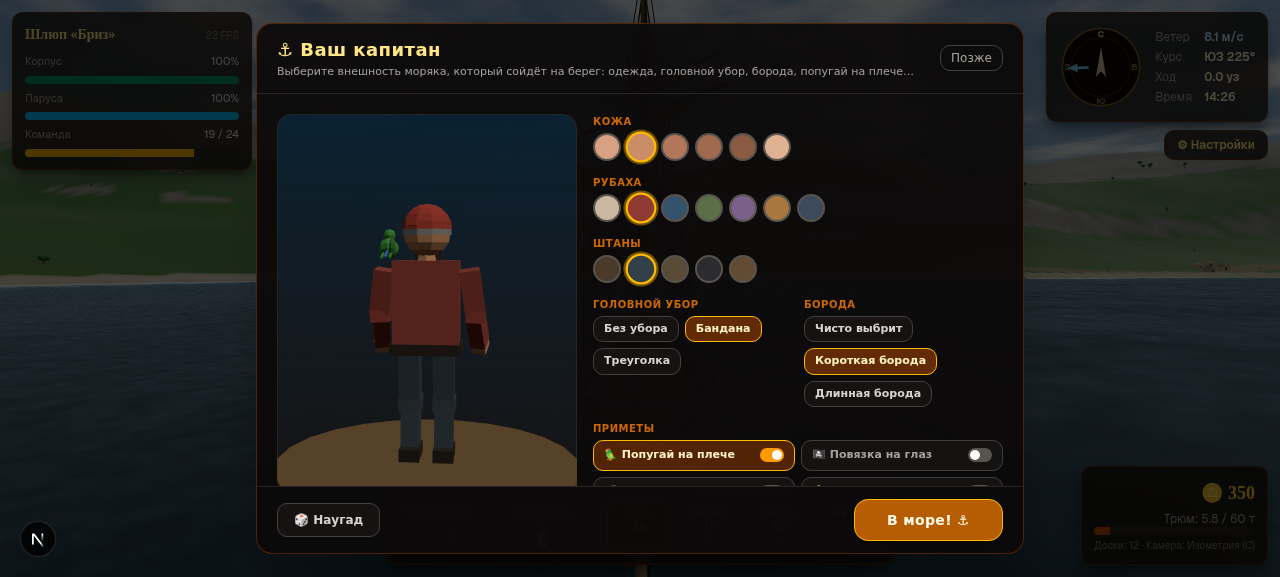 Шлюп «Бриз»
22 FPS
Корпус 100%
Паруса 100%
Команда 19 / 24
⚓ Ваш капитан
Выберите внешность моряка, который сойдёт на берег: одежда, головной убор, борода, попугай на плече…
Позже
КОЖА
РУБАХА
ШТАНЫ
ГОЛОВНОЙ УБОР
Без убора Бандана
Треуголка
БОРОДА
Чисто выбрит
Короткая борода
Длинная борода
ПРИМЕТЫ
🦜 Попугай на плече
🏴‍☠️ Повязка на глаз
🎲 Наугад
В море! ⚓
С
В
Ю
З
Ветер 8.1 м/с
Курс ЮЗ 225°
Ход 0.0 уз
Время 14:26
⚙ Настройки
🪙 350
Трюм: 5.8 / 60 т
Доски: 12 · Камера: Изометрия (C)
N